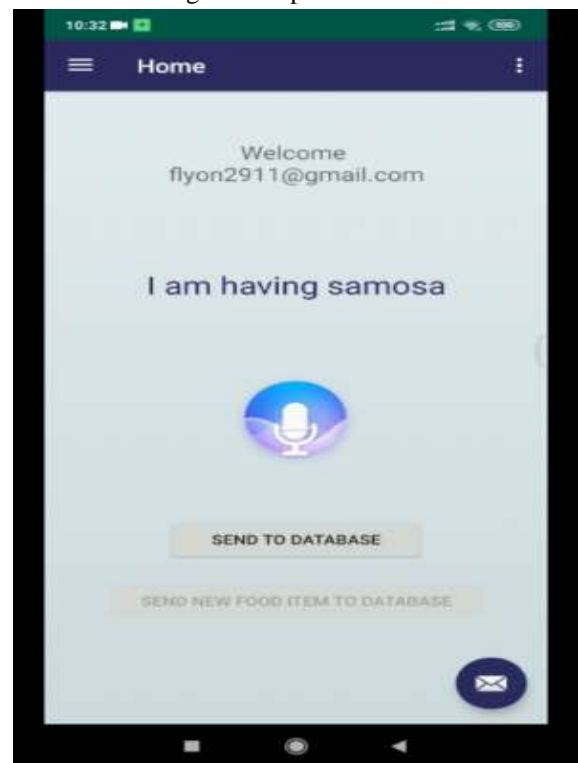 10:32
Home
Welcome
flyon2911@gmail.com
I am having samosa
SEND TO DATABASE
SEND NEW FOOD ITEM TO DATABASE